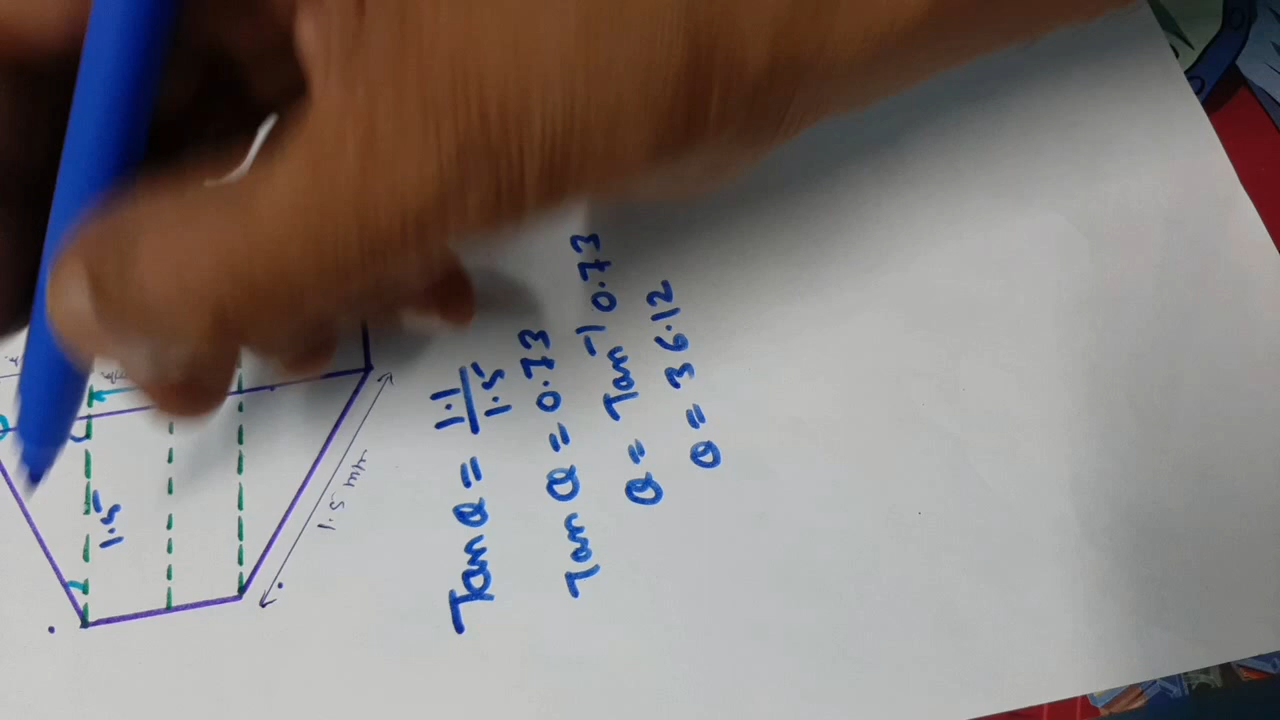 Tan θ = 1.1/1.5
Tan θ = 0.73
θ = Tan⁻¹ 0.73
θ = 36.12
1.5
1.5 mm